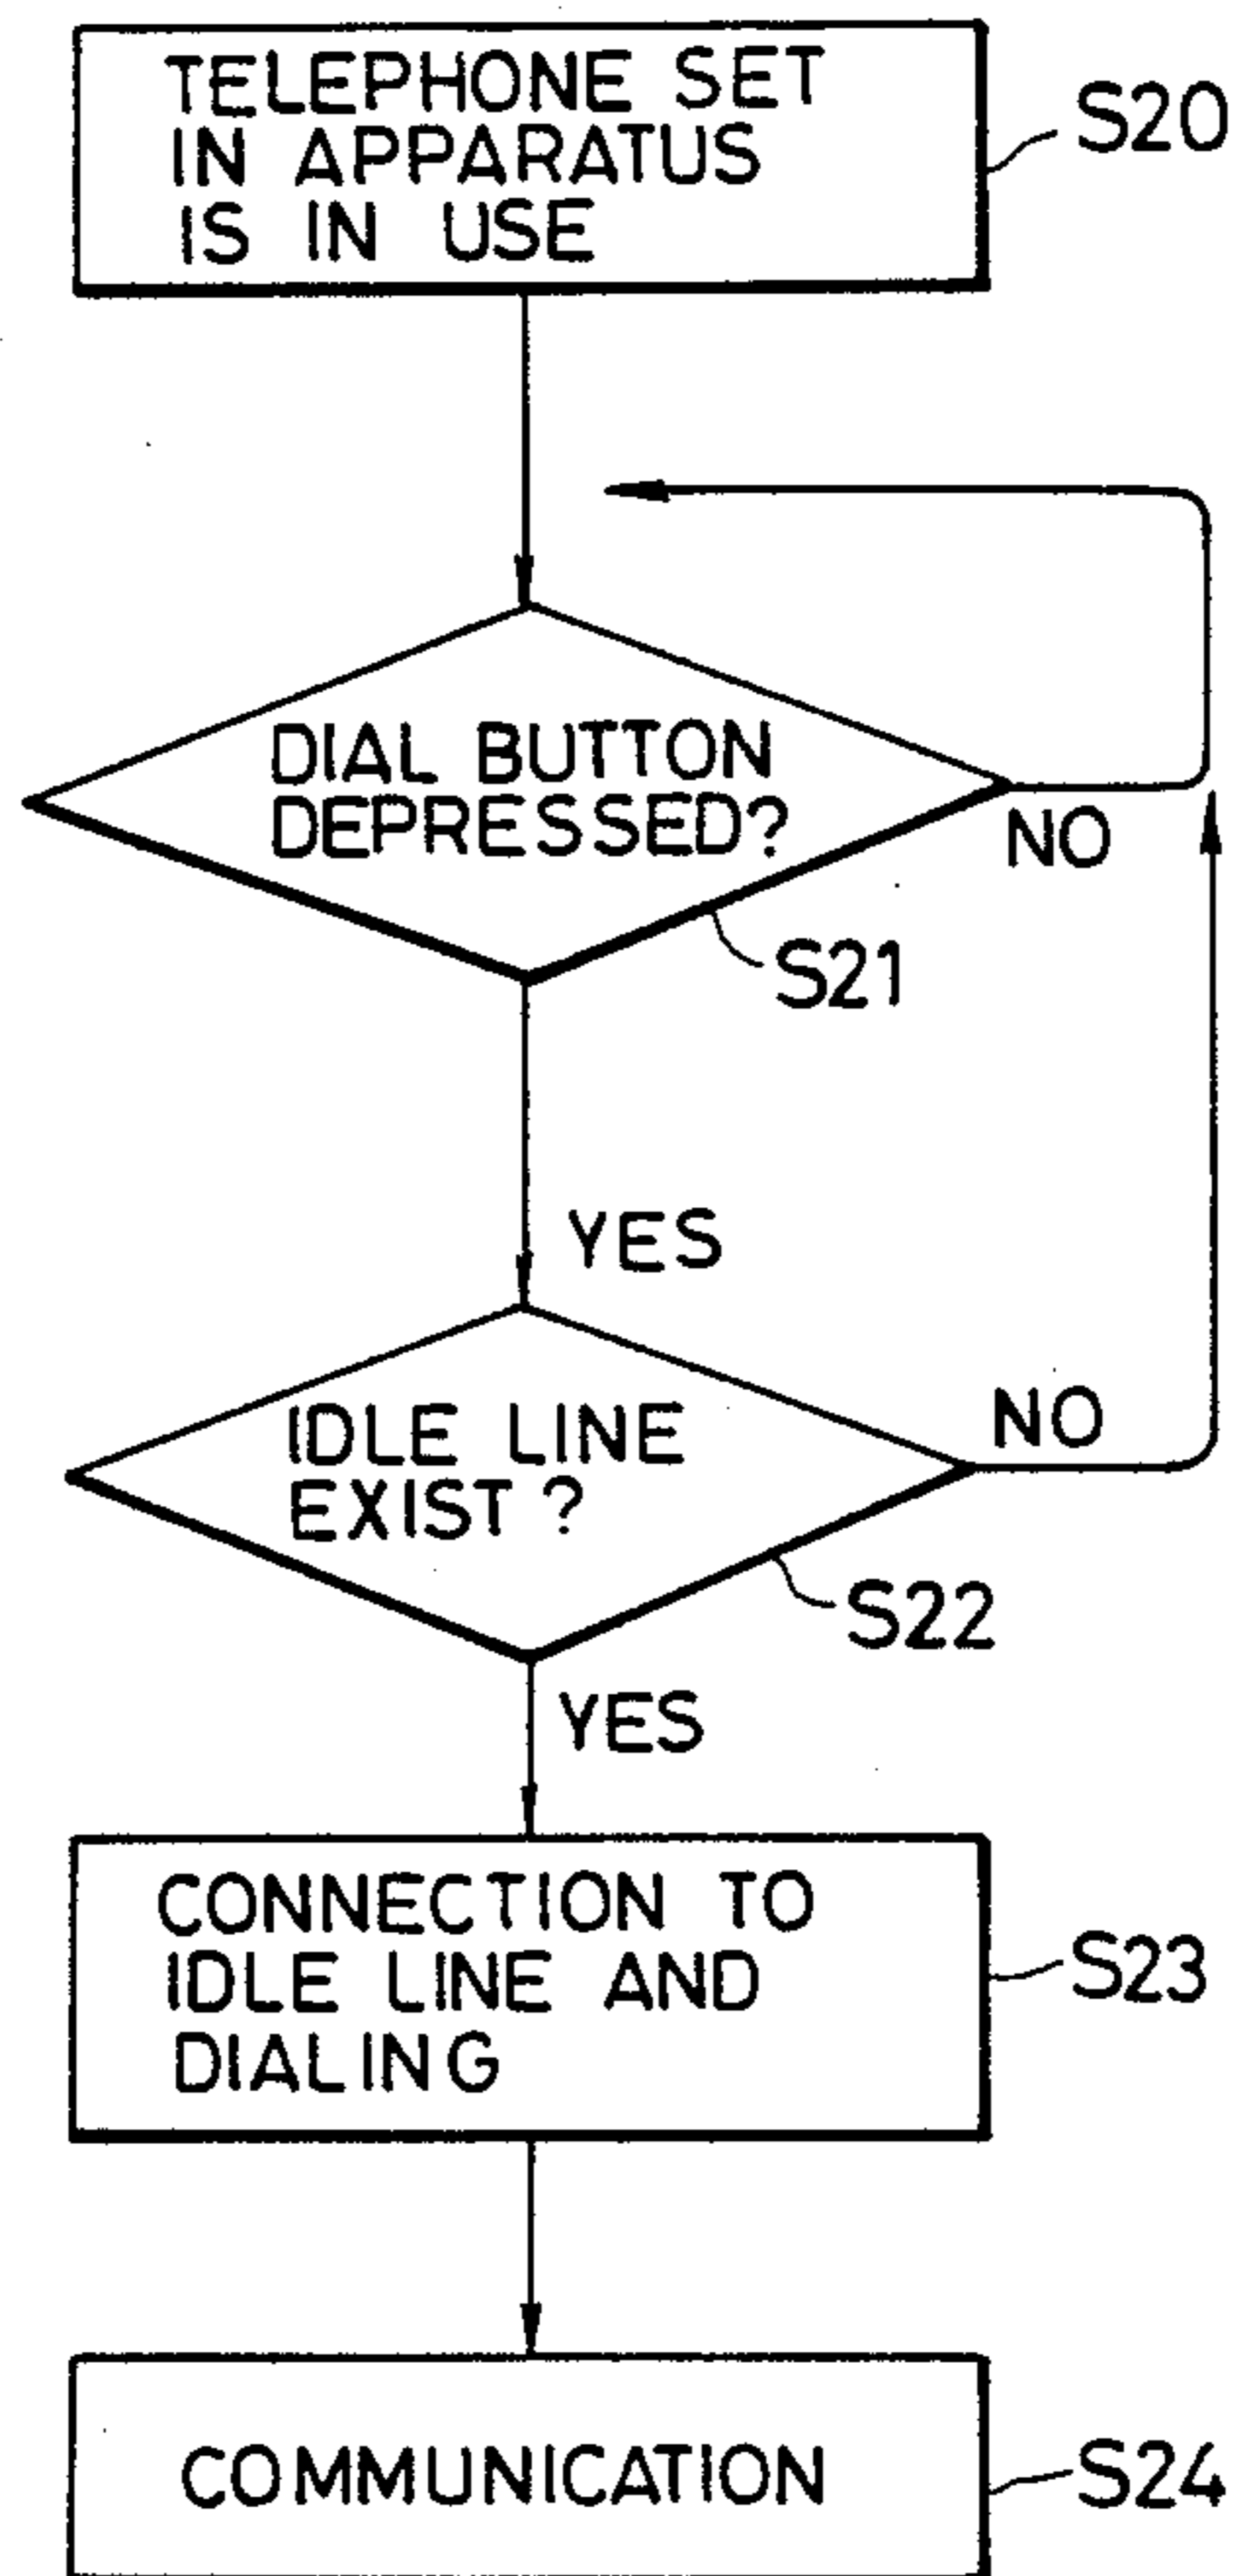 TELEPHONE SET
IN APPARATUS
IS IN USE
S20
DIAL BUTTON
DEPRESSED?
NO
S21
YES
IDLE LINE
EXIST?
NO
S22
YES
CONNECTION TO
IDLE LINE AND
DIALING
S23
COMMUNICATION
S24